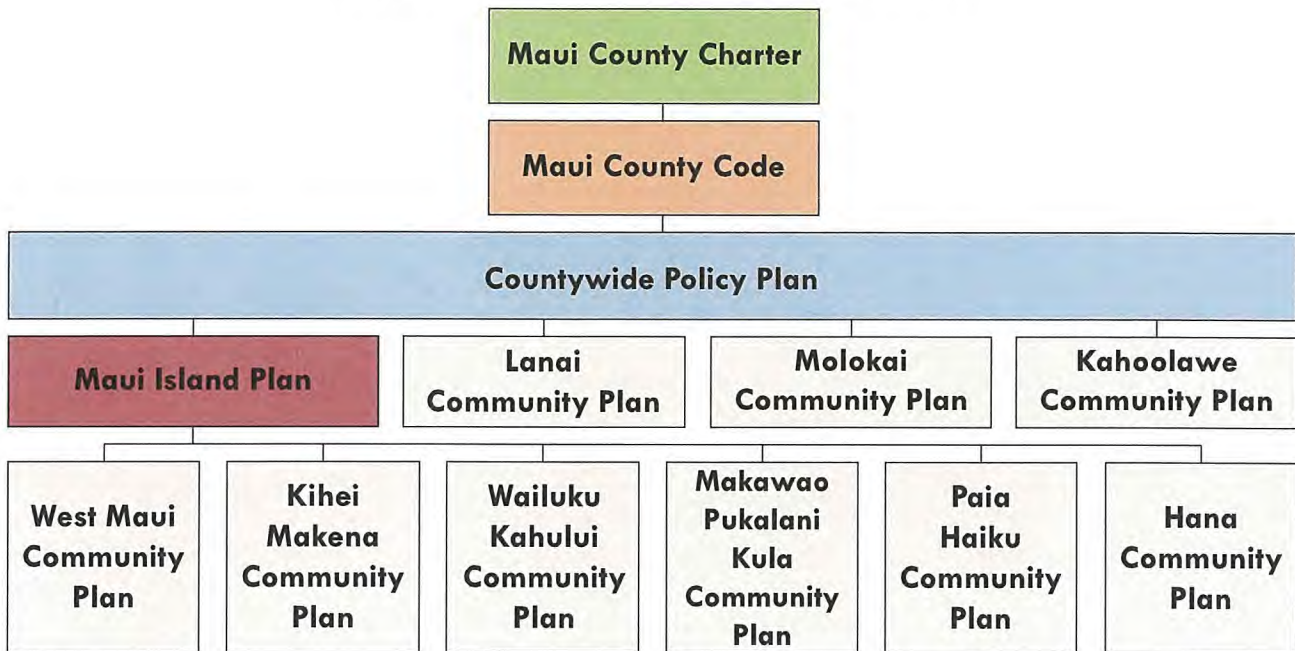 Maui County Charter
Maui County Code
Countywide Policy Plan
Maui Island Plan
Lanai
Community Plan
Molokai
Community Plan
Kahoolawe
Community Plan
West Maui
Community
Plan
Kihei
Makena
Community
Plan
Wailuku
Kahului
Community
Plan
Makawao
Pukalani
Kula
Community
Plan
Paia
Haiku
Community
Plan
Hana
Community
Plan